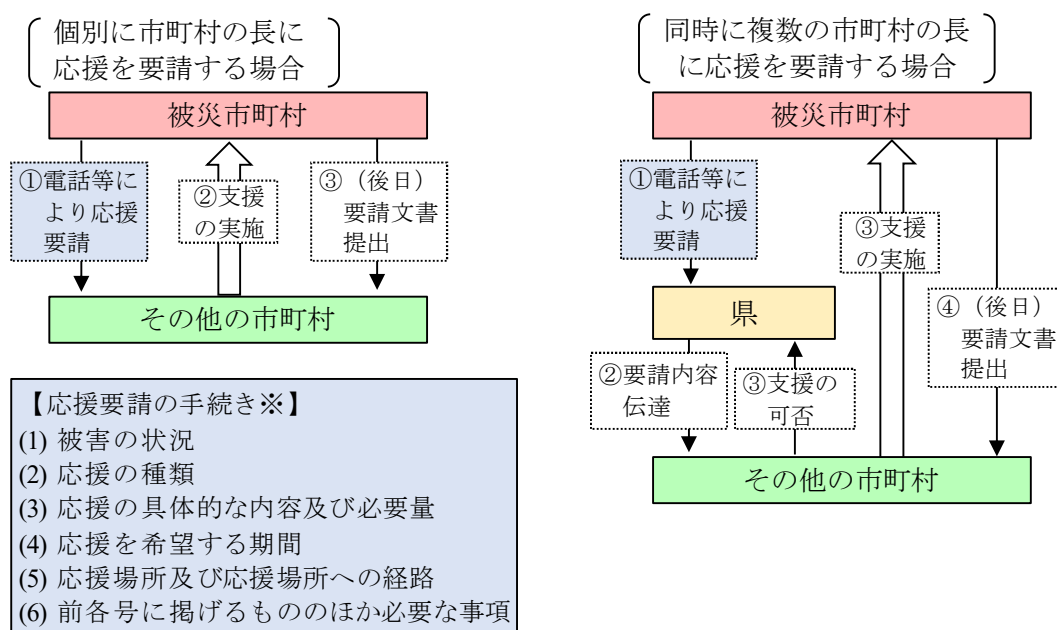 個別に市町村の長に
応援を要請する場合
被災市町村
①電話等に
より応援
要請
②支援
の実施
③（後日）
要請文書
提出
その他の市町村
【応援要請の手続き※】
(1) 被害の状況
(2) 応援の種類
(3) 応援の具体的な内容及び必要量
(4) 応援を希望する期間
(5) 応援場所及び応援場所への経路
(6) 前各号に掲げるもののほか必要な事項
同時に複数の市町村の長
に応援を要請する場合
被災市町村
①電話等に
より応援
要請
県
②要請内容
伝達
③支援の
可否
③支援
の実施
④（後日）
要請文書
提出
その他の市町村